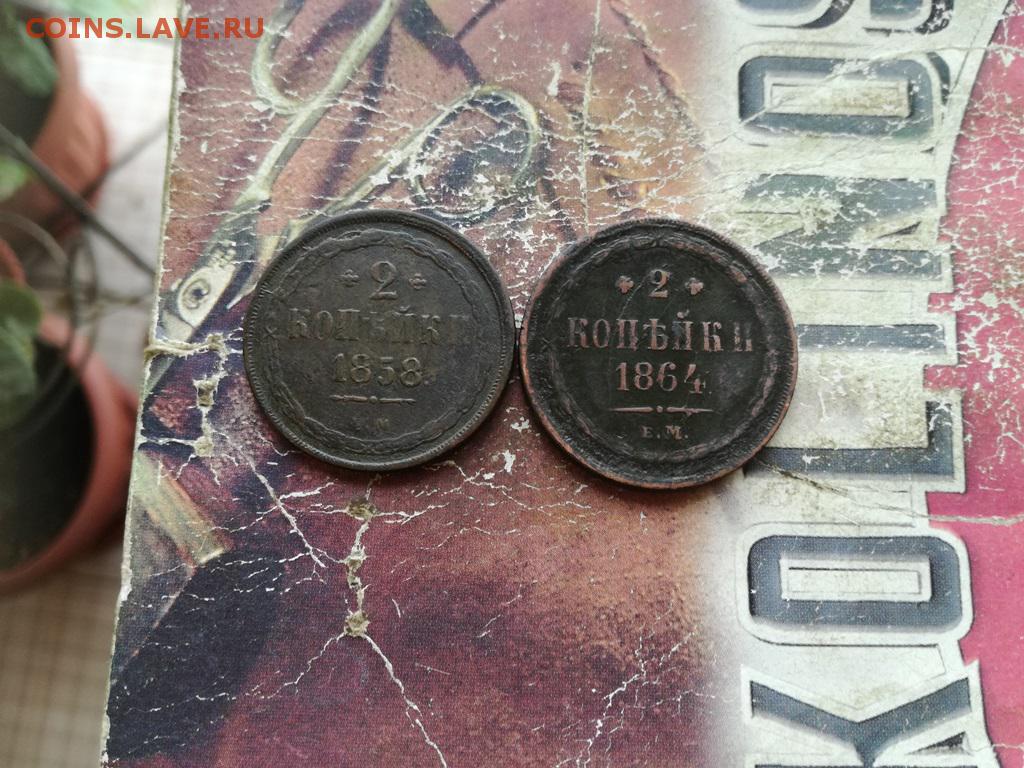 COINS.LAVE.RU
2
КОПѢЙКИ
1858.
М
2
КОПѢЙКИ
1864
Е.М.